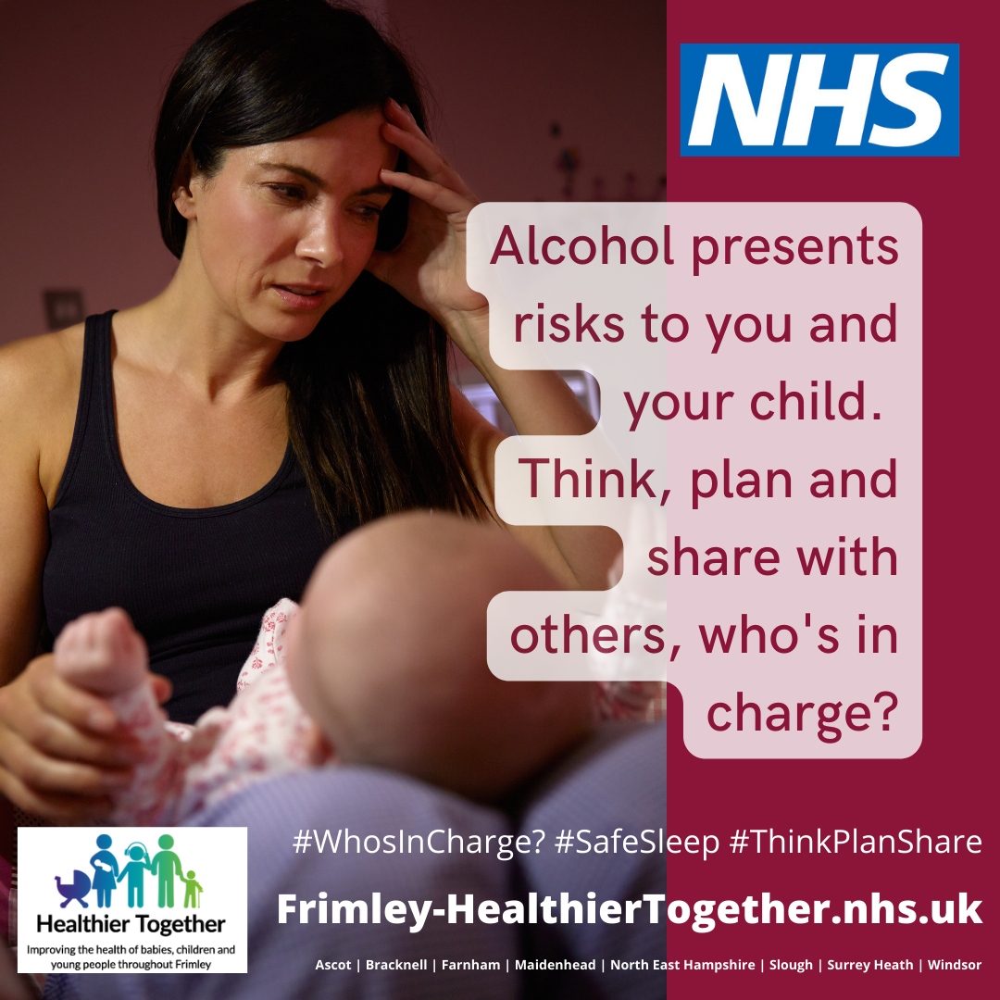 NHS
Alcohol presents
risks to you and
your child.
Think, plan and
share with
others, who's in
charge?
#WhosInCharge? #SafeSleep #ThinkPlanShare
Frimley-HealthierTogether.nhs.uk
Ascot | Bracknell | Farnham | Maidenhead | North East Hampshire | Slough | Surrey Heath | Windsor
Healthier Together
Improving the health of babies, children and
young people throughout Frimley